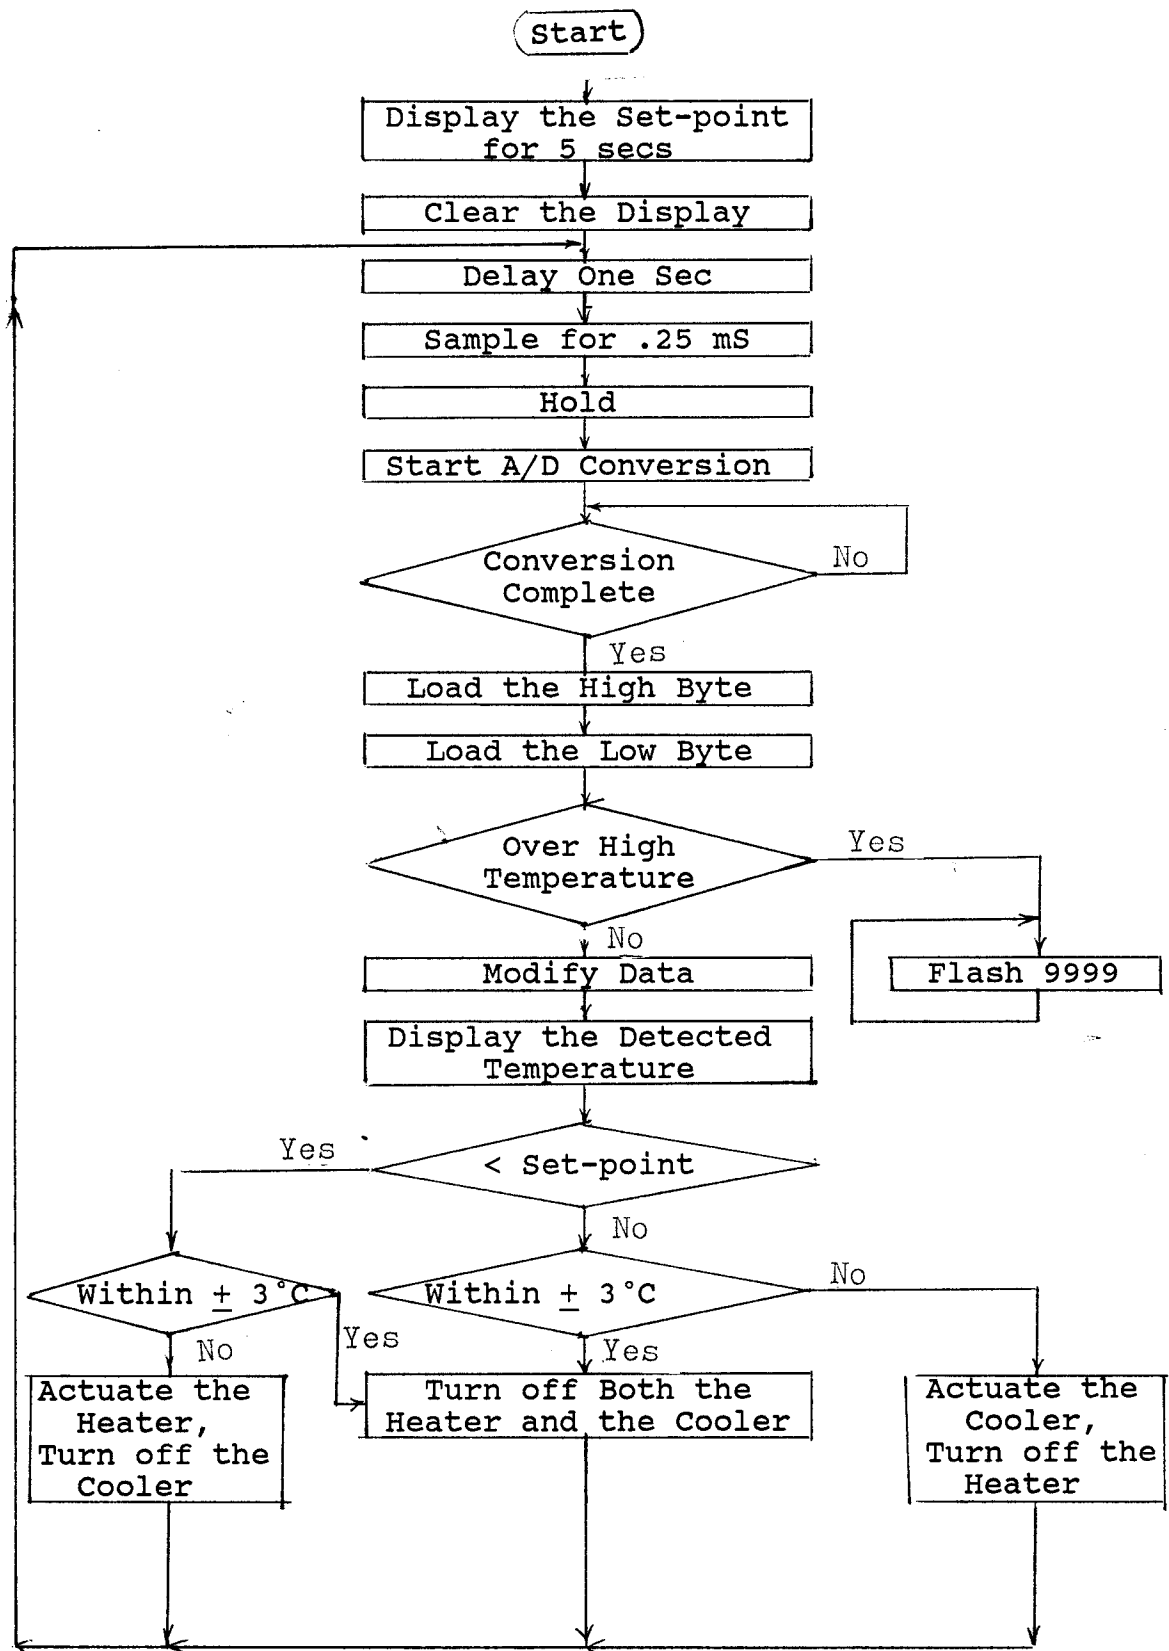 Start
Display the Set-point
for 5 secs
Clear the Display
Delay One Sec
Sample for .25 mS
Hold
Start A/D Conversion
Conversion
Complete
No
Yes
Load the High Byte
Load the Low Byte
Over High
Temperature
Yes
No
Modify Data
Flash 9999
Display the Detected
Temperature
< Set-point
Yes
No
Within ± 3°C
Yes
No
Within ± 3°C
No
Yes
Actuate the
Heater,
Turn off the
Cooler
Turn off Both the
Heater and the Cooler
Actuate the
Cooler,
Turn off the
Heater